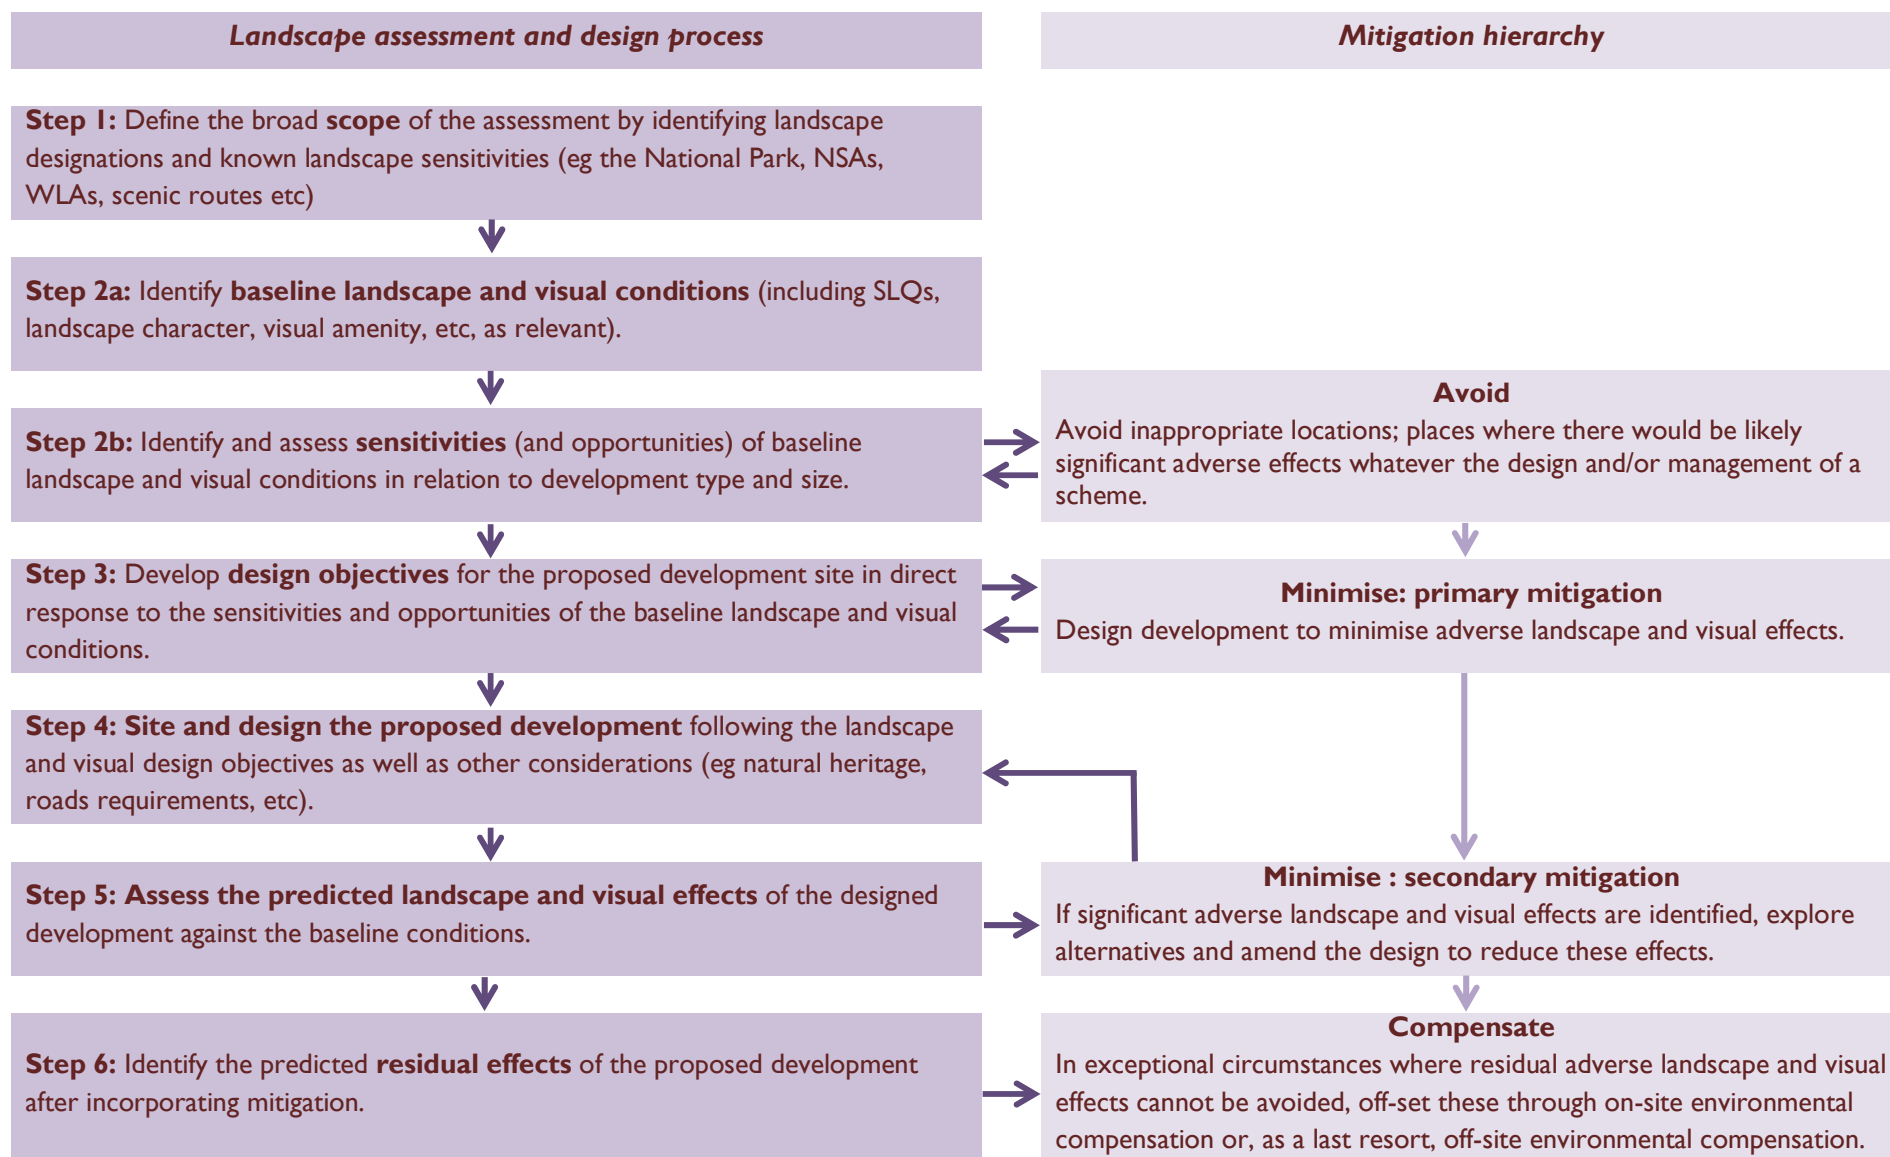 Landscape assessment and design process
Mitigation hierarchy
Step 1: Define the broad scope of the assessment by identifying landscape
designations and known landscape sensitivities (eg the National Park, NSAs,
WLAs, scenic routes etc)
Step 2a: Identify baseline landscape and visual conditions (including SLQs,
landscape character, visual amenity, etc, as relevant).
Step 2b: Identify and assess sensitivities (and opportunities) of baseline
landscape and visual conditions in relation to development type and size.
Avoid
Avoid inappropriate locations; places where there would be likely
significant adverse effects whatever the design and/or management of a
scheme.
Step 3: Develop design objectives for the proposed development site in direct
response to the sensitivities and opportunities of the baseline landscape and visual
conditions.
Minimise: primary mitigation
Design development to minimise adverse landscape and visual effects.
Step 4: Site and design the proposed development following the landscape
and visual design objectives as well as other considerations (eg natural heritage,
roads requirements, etc).
Step 5: Assess the predicted landscape and visual effects of the designed
development against the baseline conditions.
Minimise : secondary mitigation
If significant adverse landscape and visual effects are identified, explore
alternatives and amend the design to reduce these effects.
Step 6: Identify the predicted residual effects of the proposed development
after incorporating mitigation.
Compensate
In exceptional circumstances where residual adverse landscape and visual
effects cannot be avoided, off-set these through on-site environmental
compensation or, as a last resort, off-site environmental compensation.